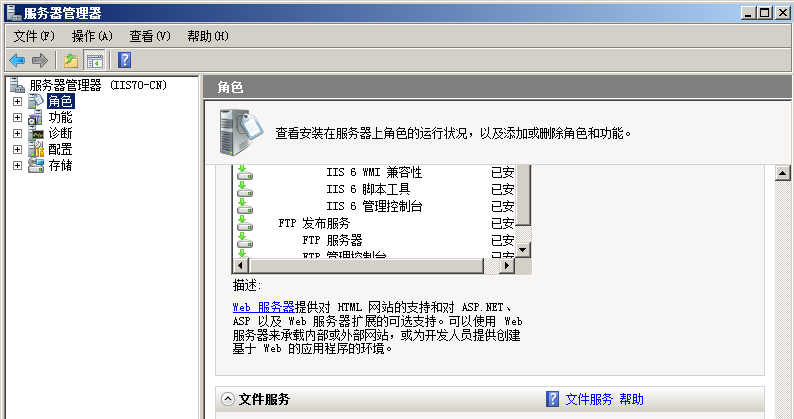 服务器管理器
文件(F) 操作(A) 查看(V) 帮助(H)
服务器管理器 (IIS70-CN)
角色
功能
诊断
配置
存储
角色
查看安装在服务器上角色的运行状况，以及添加或删除角色和功能。
IIS 6 WMI 兼容性 已安
IIS 6 脚本工具 已安
IIS 6 管理控制台 已安
FTP 发布服务 已安
FTP 服务器 已安
FTP 管理控制台 已安
描述:
Web 服务器提供对 HTML 网站的支持和对 ASP.NET、
ASP 以及 Web 服务器扩展的可选支持。可以使用 Web
服务器来承载内部或外部网站，或为开发人员提供创建
基于 Web 的应用程序的环境。
文件服务 文件服务 帮助